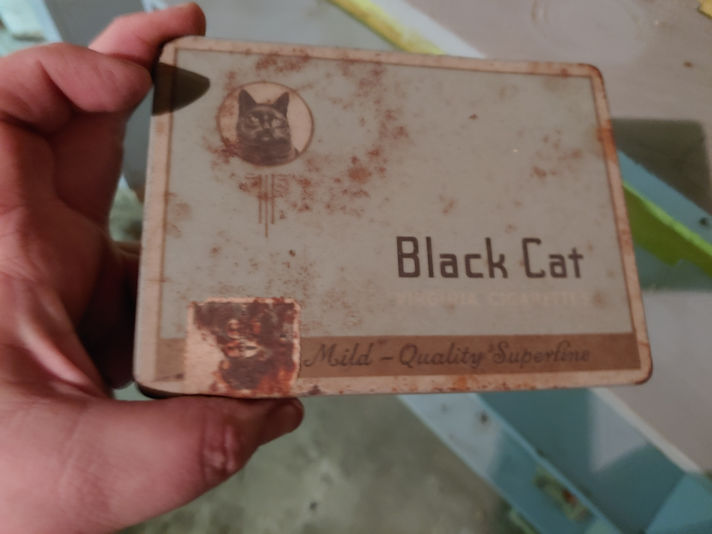 Black Cat
VIRGINIA CIGARETTES
Mild - Quality Superfine